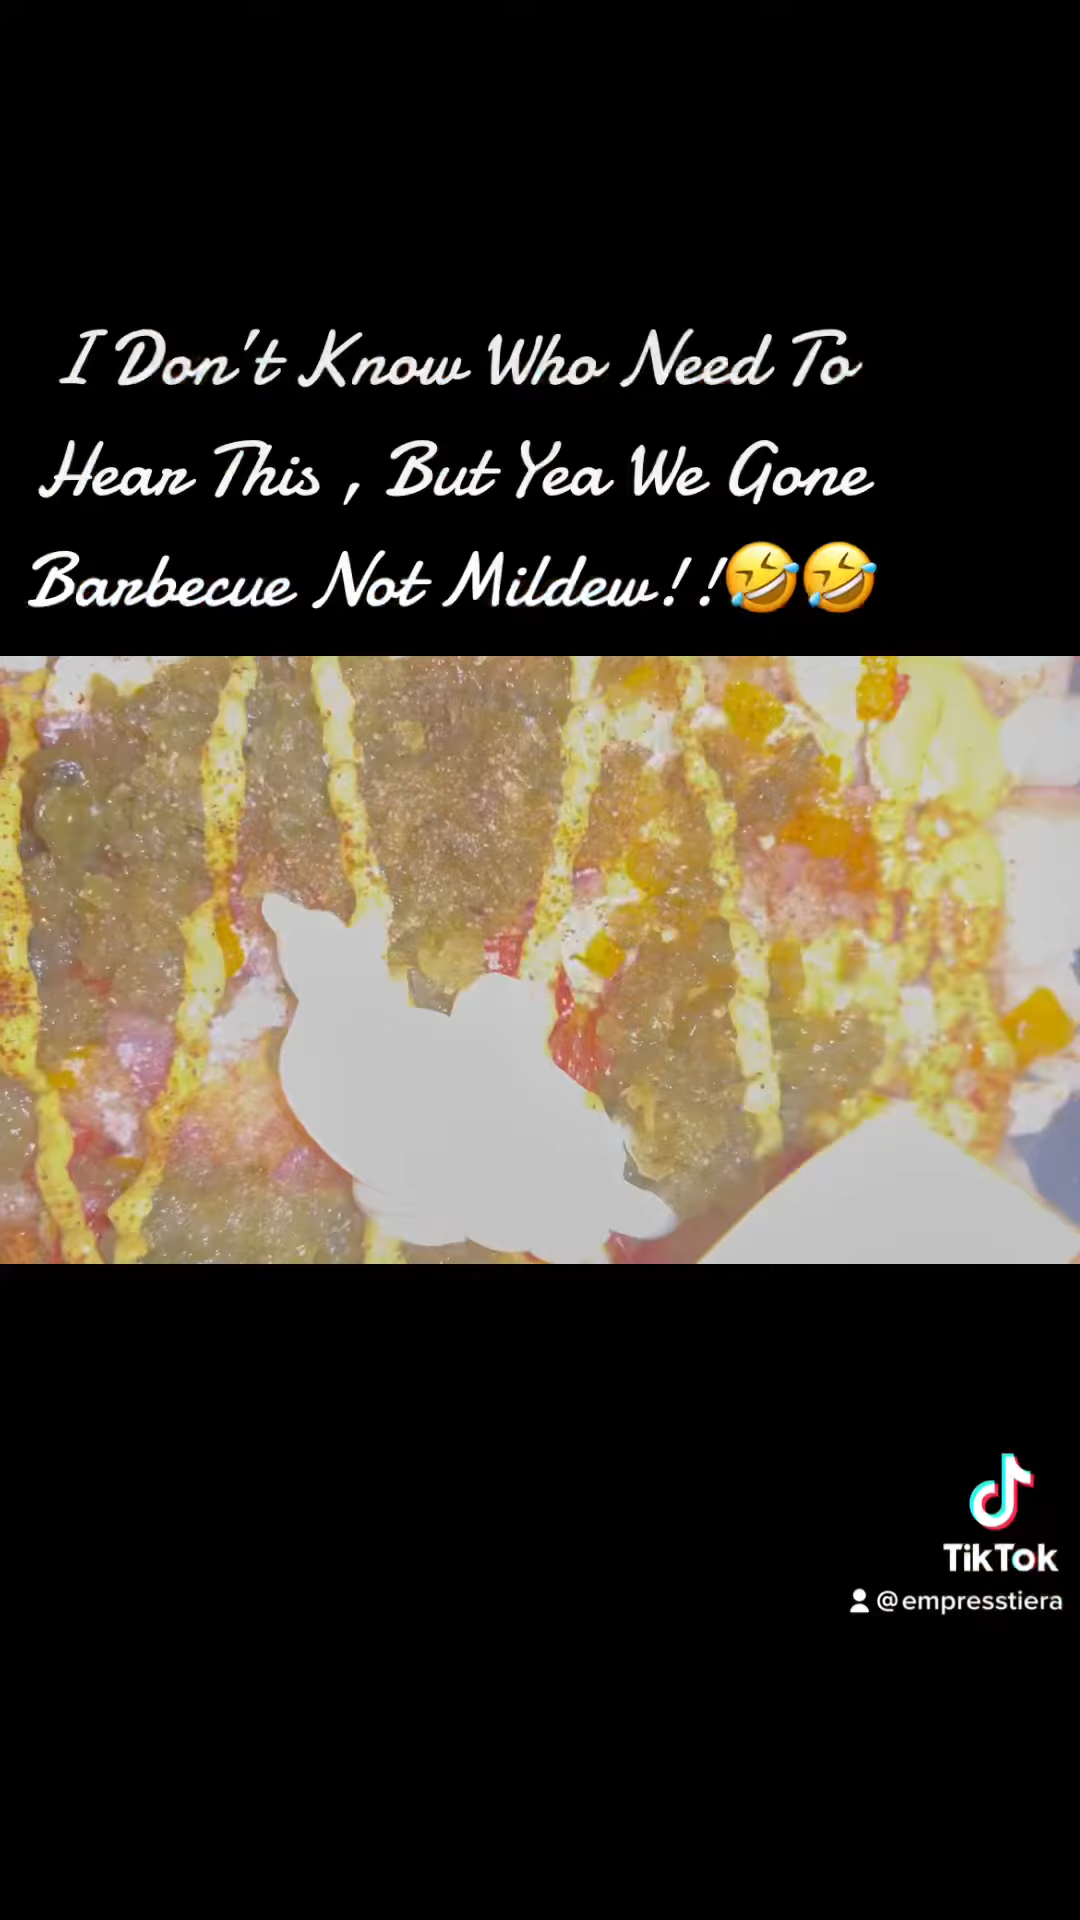 I Don't Know Who Need To
Hear This , But Yea We Gone
Barbecue Not Mildew!!🤣🤣
TikTok
@empresstiera